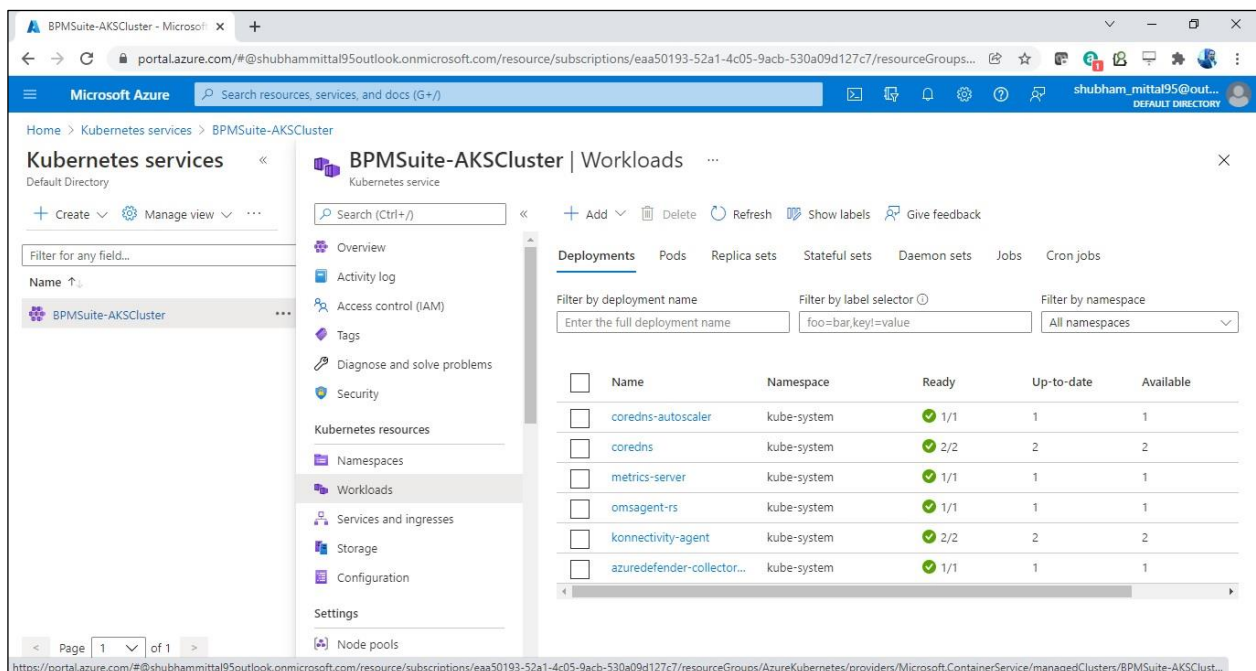 BPMSuite-AKSCluster - Microsoft
portal.azure.com/#@shubhammittal95outlook.onmicrosoft.com/resource/subscriptions/eaa50193-52a1-4c05-9acb-530a09d127c7/resourceGroups...
Microsoft Azure
Search resources, services, and docs (G+/)
shubham_mittal95@out...
DEFAULT DIRECTORY
Home > Kubernetes services > BPMSuite-AKSCluster
Kubernetes services «
Default Directory
+ Create Manage view ...
Filter for any field...
Name ↑↓
BPMSuite-AKSCluster ...
< Page 1 of 1 >
BPMSuite-AKSCluster | Workloads ...
Kubernetes service
Search (Ctrl+/) «
Overview
Activity log
Access control (IAM)
Tags
Diagnose and solve problems
Security
Kubernetes resources
Namespaces
Workloads
Services and ingresses
Storage
Configuration
Settings
Node pools
+ Add Delete Refresh Show labels Give feedback
Deployments Pods Replica sets Stateful sets Daemon sets Jobs Cron jobs
Filter by deployment name Filter by label selector Filter by namespace
Enter the full deployment name foo=bar,key!=value All namespaces
Name Namespace Ready Up-to-date Available
coredns-autoscaler kube-system 1/1 1 1
coredns kube-system 2/2 2 2
metrics-server kube-system 1/1 1 1
omsagent-rs kube-system 1/1 1 1
konnectivity-agent kube-system 2/2 2 2
azuredefender-collector... kube-system 1/1 1 1
https://portal.azure.com/#@shubhammittal95outlook.onmicrosoft.com/resource/subscriptions/eaa50193-52a1-4c05-9acb-530a09d127c7/resourceGroups/AzureKubernetes/providers/Microsoft.ContainerService/managedClusters/BPMSuite-AKSClust...